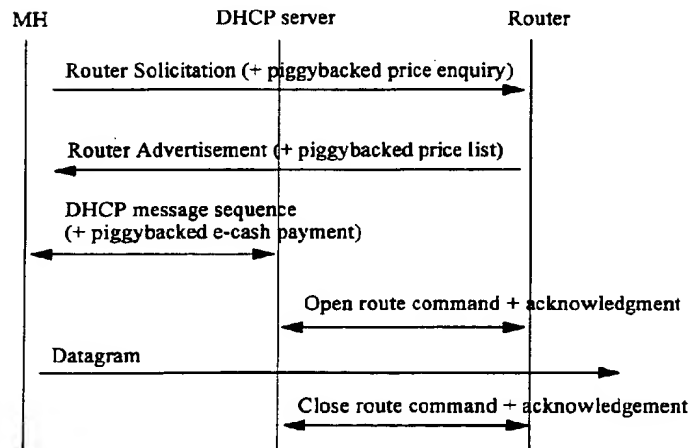 MH DHCP server Router
Router Solicitation (+ piggybacked price enquiry)
Router Advertisement (+ piggybacked price list)
DHCP message sequence
(+ piggybacked e-cash payment)
Open route command + acknowledgment
Datagram
Close route command + acknowledgement